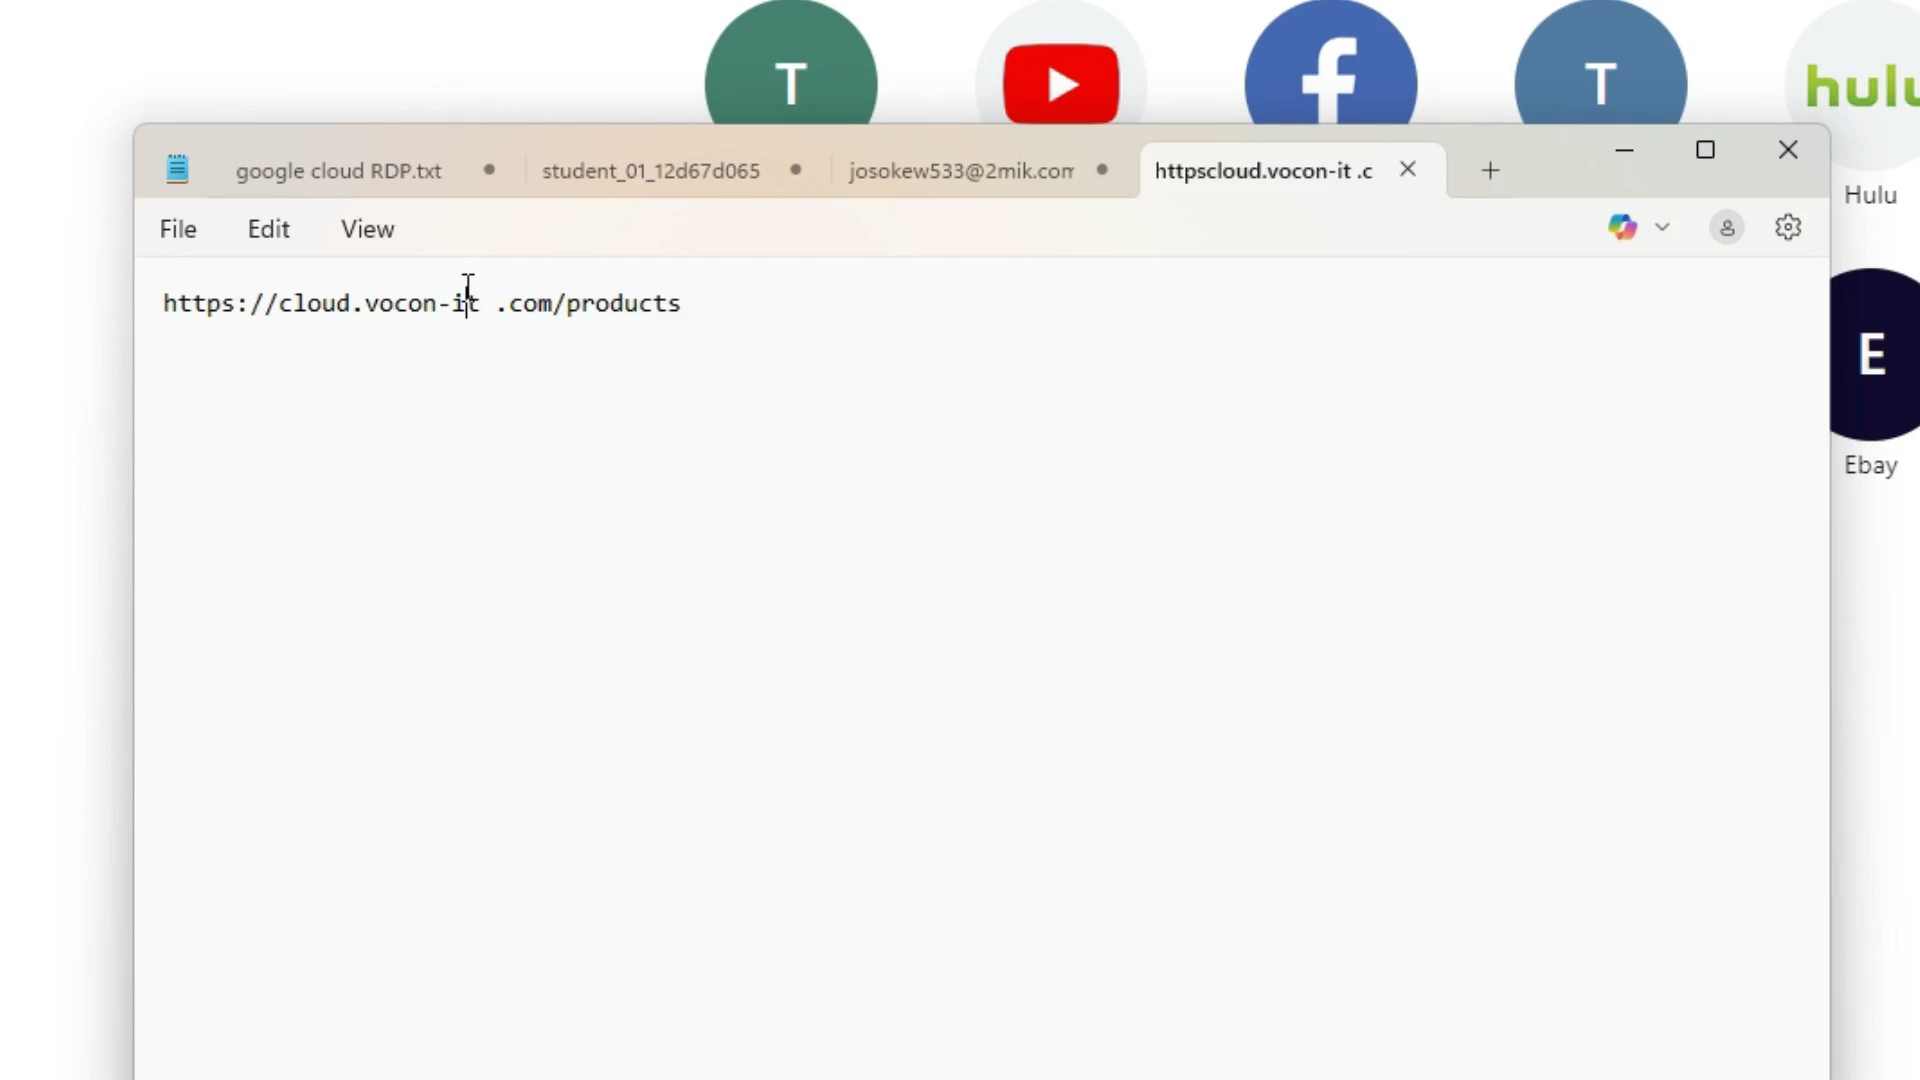 T
f
T
hulu
Hulu
google cloud RDP.txt
student_01_12d67d065
josokew533@2mik.com
httpscloud.vocon-it .c
File
Edit
View
https://cloud.vocon-it .com/products
E
Ebay